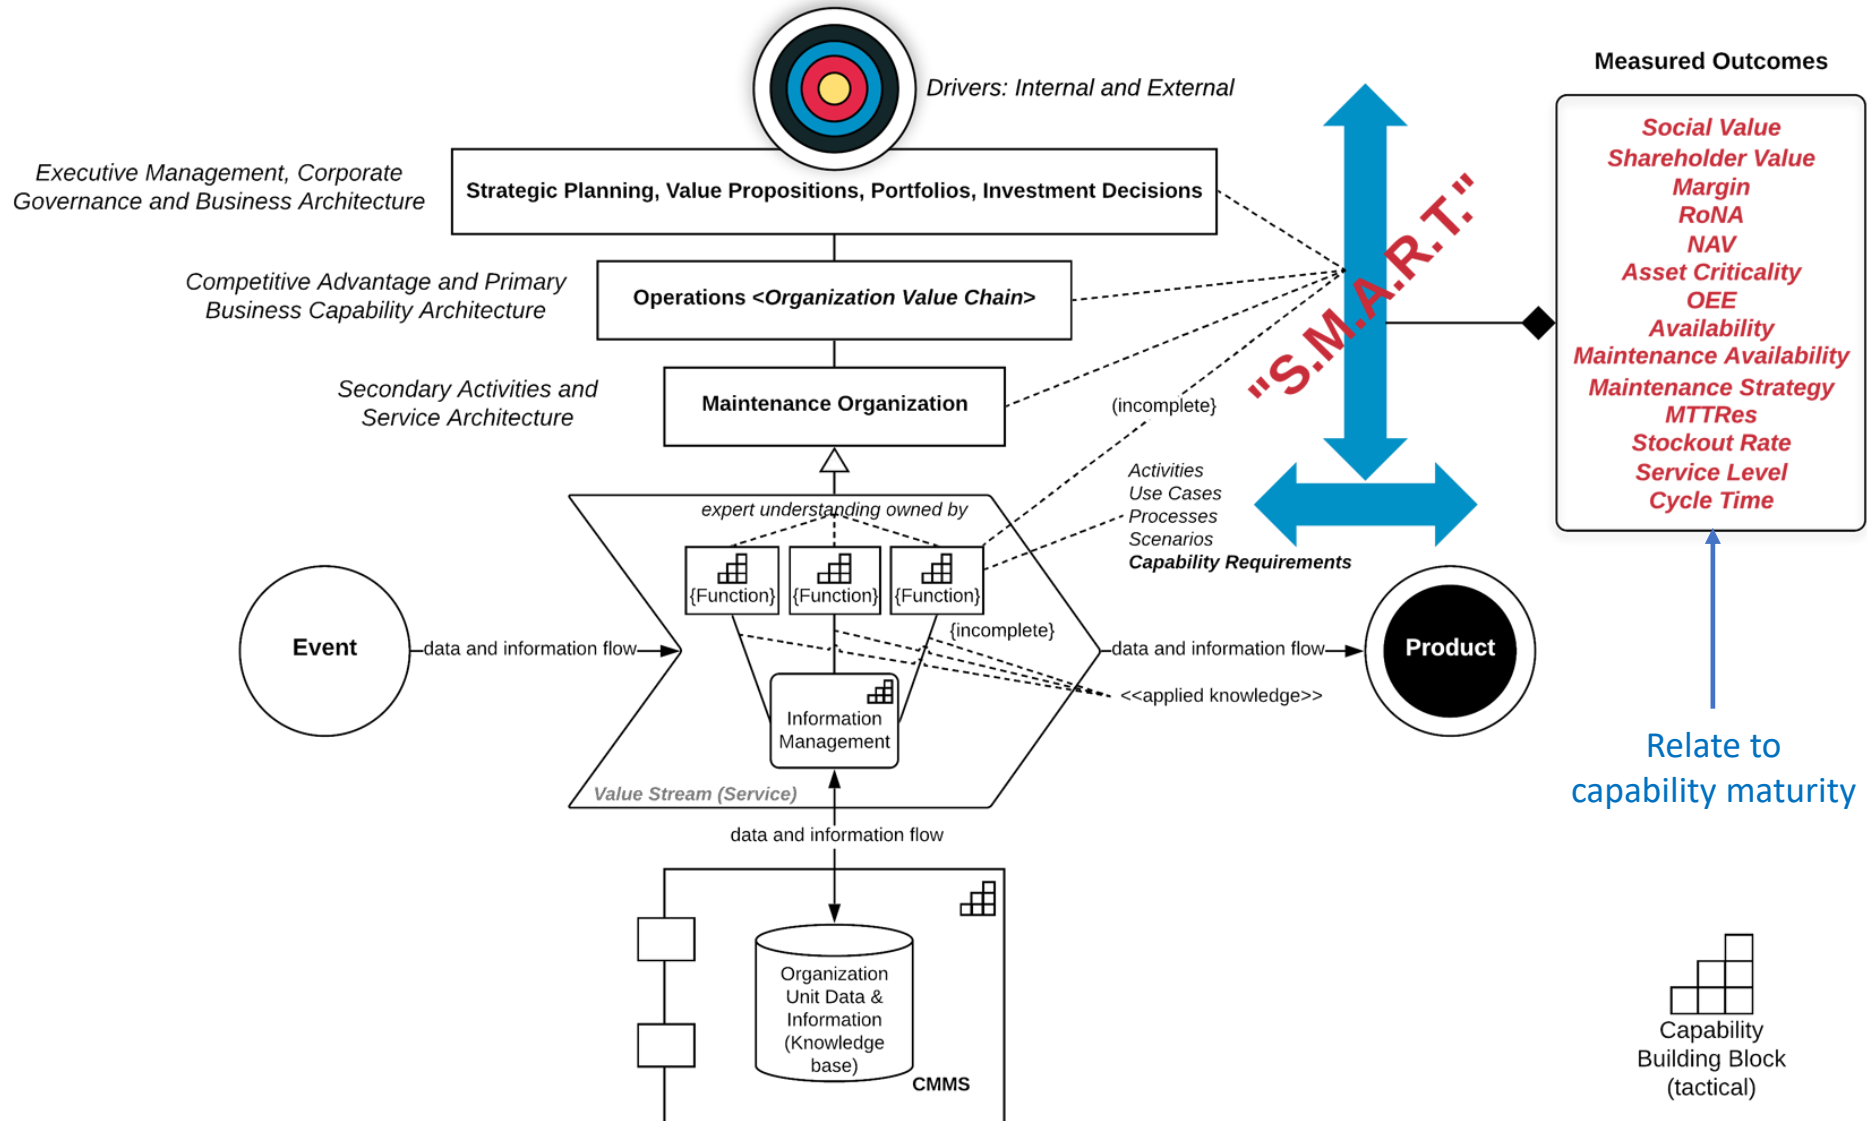 Drivers: Internal and External
Measured Outcomes
Executive Management, Corporate
Governance and Business Architecture
Strategic Planning, Value Propositions, Portfolios, Investment Decisions
Competitive Advantage and Primary
Business Capability Architecture
Operations <Organization Value Chain>
Secondary Activities and
Service Architecture
Maintenance Organization
"S.M.A.R.T."
Social Value
Shareholder Value
Margin
RoNA
NAV
Asset Criticality
OEE
Availability
Maintenance Availability
Maintenance Strategy
MTTRes
Stockout Rate
Service Level
Cycle Time
(incomplete}
Activities
Use Cases
Processes
Scenarios
Capability Requirements
expert understanding owned by
{Function}
{Function}
{Function}
{incomplete}
Event
data and information flow
data and information flow
Product
<<applied knowledge>>
Information
Management
Value Stream (Service)
Relate to
capability maturity
data and information flow
Organization
Unit Data &
Information
(Knowledge
base)
CMMS
Capability
Building Block
(tactical)